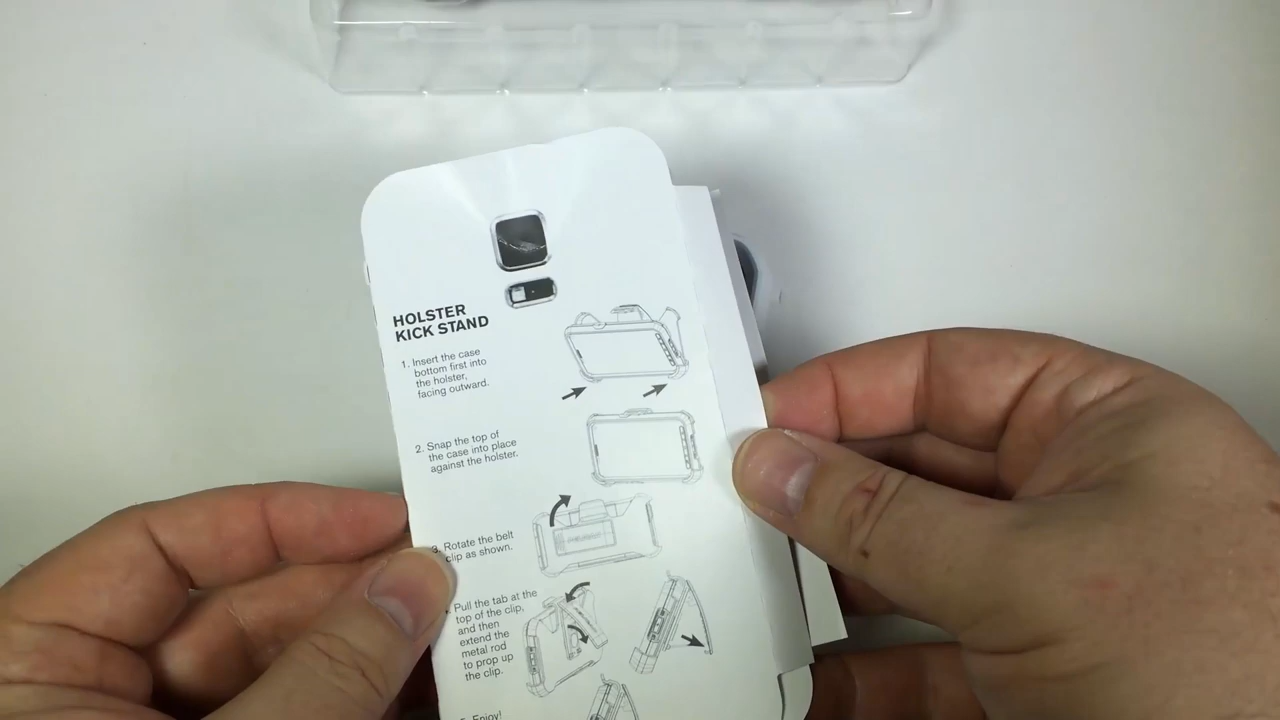 HOLSTER
KICK STAND
1. Insert the case
bottom first into
the holster,
facing outward.
2. Snap the top of
the case into place
against the holster.
3. Rotate the belt
clip as shown.
Pull the tab at the
top of the clip,
and then
extend the
metal rod
to prop up
the clip.
5. Enjoy!